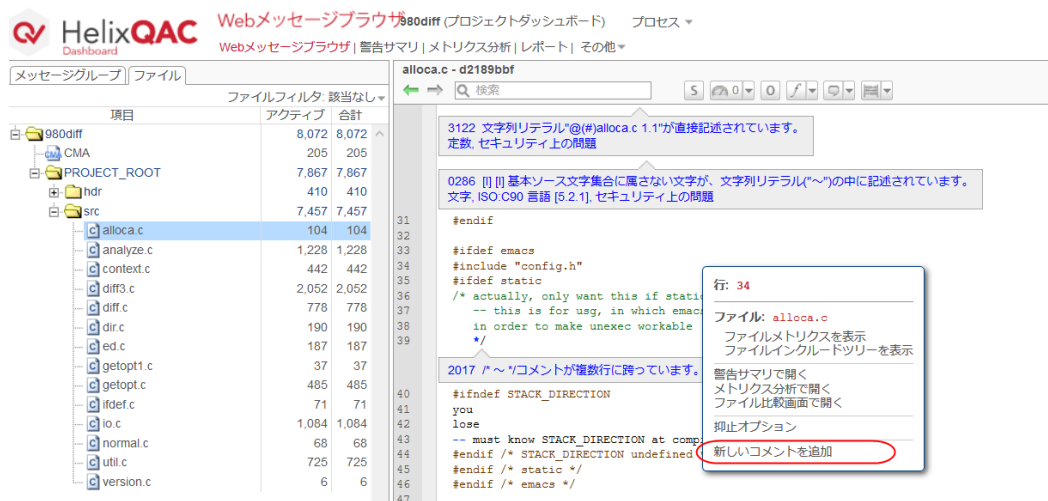 HelixQAC
Dashboard
Webメッセージブラウザ
980diff (プロジェクトダッシュボード) プロセス
Webメッセージブラウザ | 警告サマリ | メトリクス分析 | レポート | その他
メッセージグループ ファイル
ファイルフィルタ: 該当なし
項目 アクティブ 合計
980diff 8,072 8,072
CMA CMA 205 205
PROJECT_ROOT 7,867 7,867
hdr 410 410
src 7,457 7,457
c alloca.c 104 104
c analyze.c 1,228 1,228
c context.c 442 442
c diff3.c 2,052 2,052
c diff.c 778 778
c dir.c 190 190
c ed.c 187 187
c getopt1.c 37 37
c getopt.c 485 485
c ifdef.c 71 71
c io.c 1,084 1,084
c normal.c 68 68
c util.c 725 725
c version.c 6 6
alloca.c - d2189bbf
検索 S 0 O f
3122 文字列リテラル"@(#)alloca.c 1.1"が直接記述されています。
定数, セキュリティ上の問題
0286 [I] [I] 基本ソース文字集合に属さない文字が、文字列リテラル("～")の中に記述されています。
文字, ISO:C90 言語 [5.2.1], セキュリティ上の問題
31 #endif
32
33 #ifdef emacs
34 #include "config.h"
35 #ifdef static
36 /* actually, only want this if static
37 -- this is for usg, in which emacs
38 in order to make unexec workable
39 */
2017 /* ～ */コメントが複数行に跨っています。
40 #ifndef STACK_DIRECTION
41 you
42 lose
43 -- must know STACK_DIRECTION at comp
44 #endif /* STACK_DIRECTION undefined
45 #endif /* static */
46 #endif /* emacs */
47
行: 34
ファイル: alloca.c
ファイルメトリクスを表示
ファイルインクルードツリーを表示
警告サマリで開く
メトリクス分析で開く
ファイル比較画面で開く
抑止オプション
新しいコメントを追加